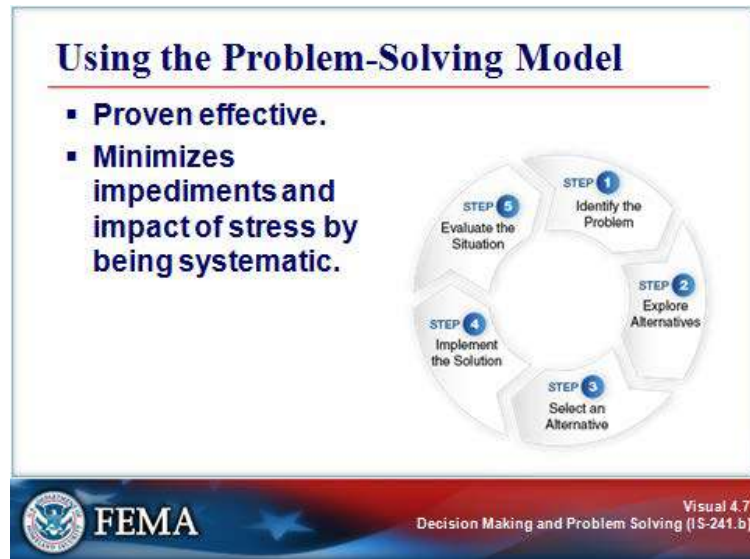 Using the Problem-Solving Model
▪ Proven effective.
▪ Minimizes
impediments and
impact of stress by
being systematic.
STEP 1
Identify the
Problem
STEP 2
Explore
Alternatives
STEP 3
Select an
Alternative
STEP 4
Implement
the Solution
STEP 5
Evaluate the
Situation
FEMA
Visual 4.7
Decision Making and Problem Solving (IS-241.b)